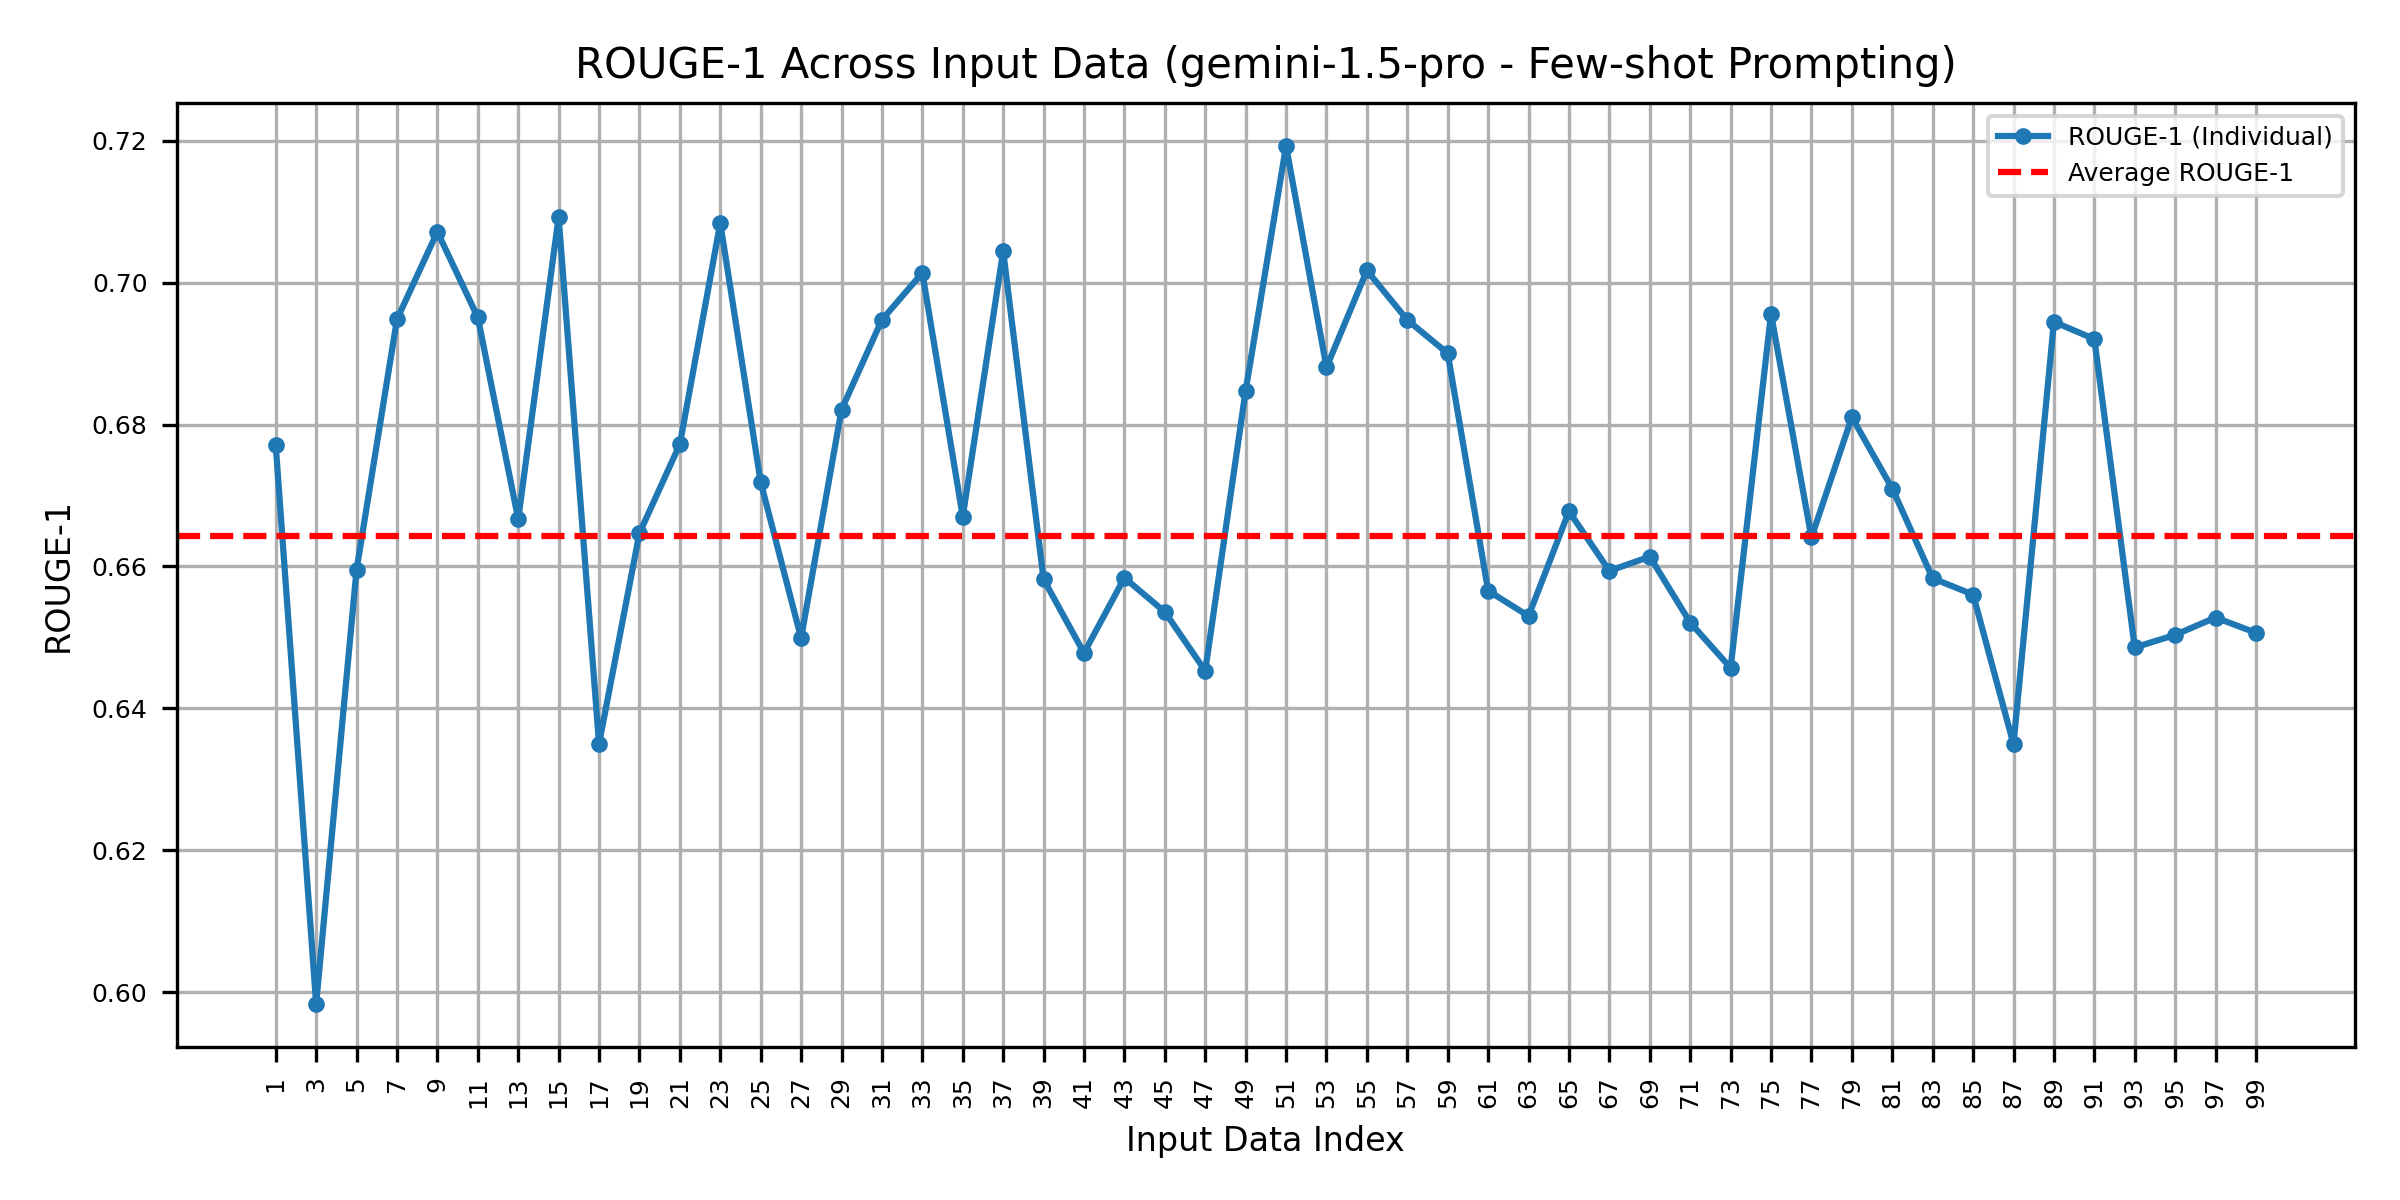 ROUGE-1 Across Input Data (gemini-1.5-pro - Few-shot Prompting)
ROUGE-1 (Individual)
Average ROUGE-1
ROUGE-1
0.72
0.70
0.68
0.66
0.64
0.62
0.60
1 3 5 7 9 11 13 15 17 19 21 23 25 27 29 31 33 35 37 39 41 43 45 47 49 51 53 55 57 59 61 63 65 67 69 71 73 75 77 79 81 83 85 87 89 91 93 95 97 99
Input Data Index